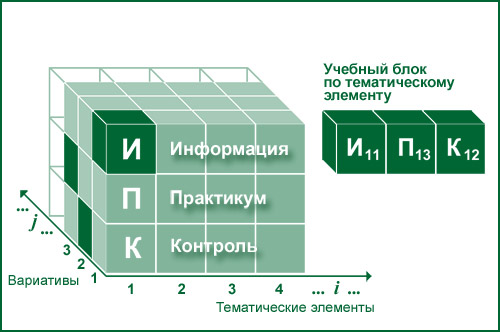 Учебный блок
по тематическому
элементу
И Информация
П Практикум
К Контроль
И11 П13 К12
... j ...
3
2
1
Вариативы
1 2 3 4 ... i ...
Тематические элементы